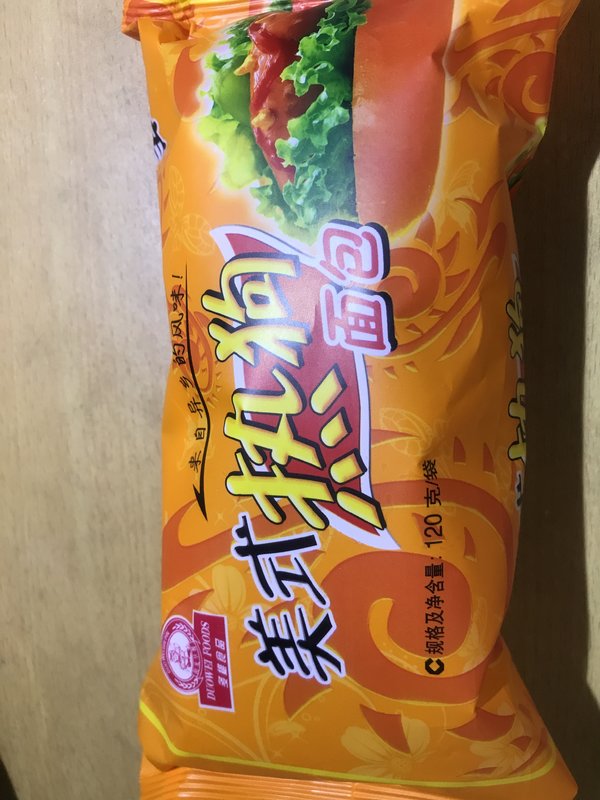 来自异乡的风味！
美式热狗
面包
DUOWEI FOODS
C 规格及净含量：120 克/袋